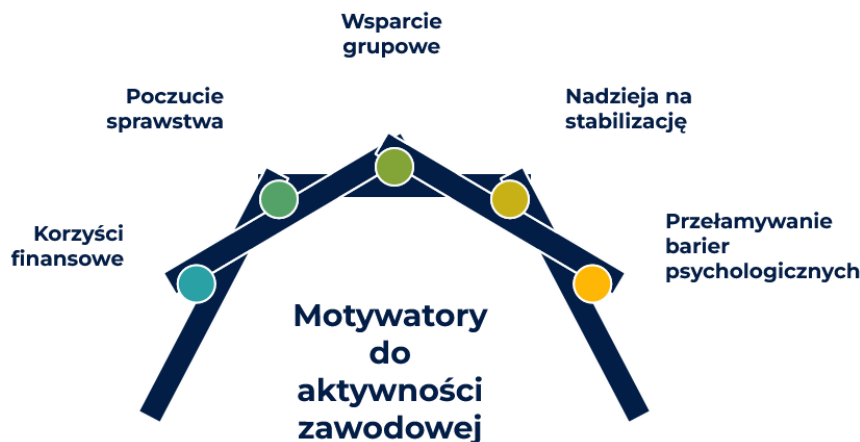 Wsparcie
grupowe
Poczucie
sprawstwa
Nadzieja na
stabilizację
Korzyści
finansowe
Przełamywanie
barier
psychologicznych
Motywatory
do
aktywności
zawodowej